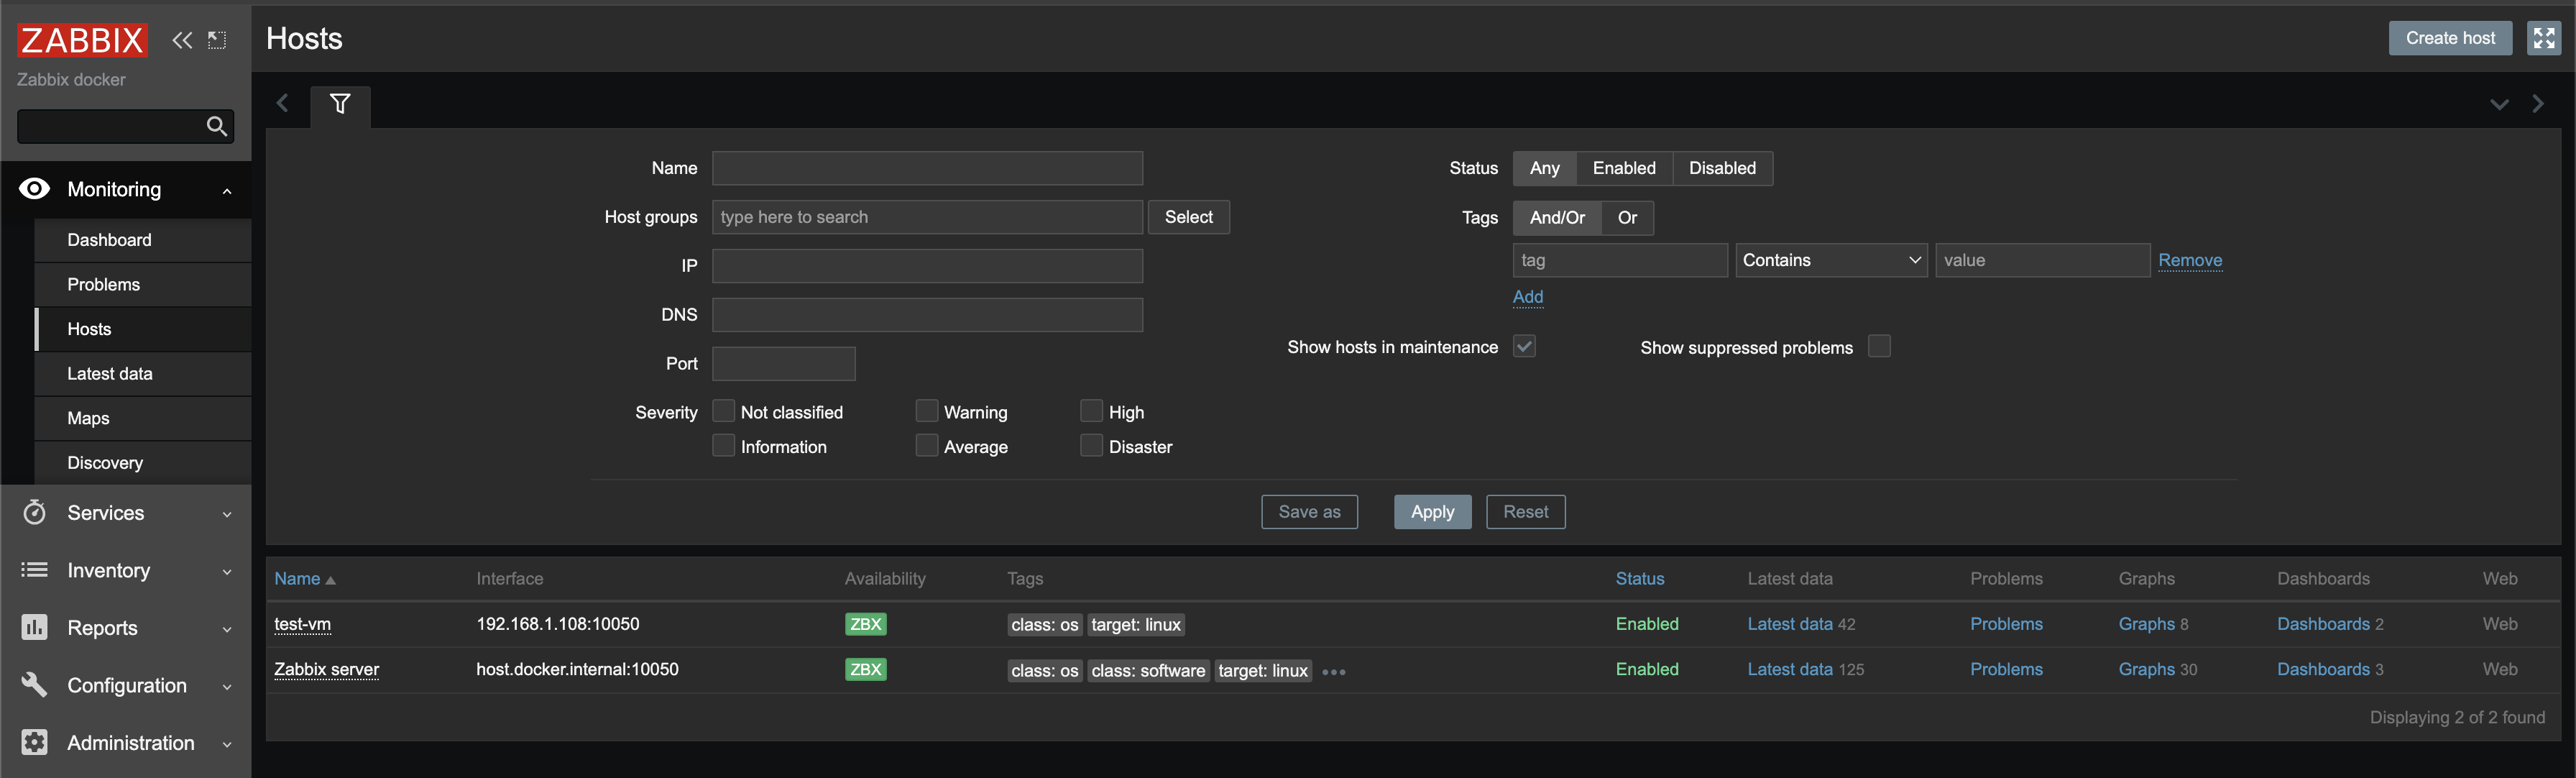 ZABBIX
Zabbix docker
Monitoring
Dashboard
Problems
Hosts
Latest data
Maps
Discovery
Services
Inventory
Reports
Configuration
Administration
Hosts
Create host
Name
Host groups type here to search Select
IP
DNS
Port
Severity Not classified Warning High
Information Average Disaster
Status Any Enabled Disabled
Tags And/Or Or
tag Contains value Remove
Add
Show hosts in maintenance Show suppressed problems
Save as Apply Reset
Name Interface Availability Tags Status Latest data Problems Graphs Dashboards Web
test-vm 192.168.1.108:10050 ZBX class: os target: linux Enabled Latest data 42 Problems Graphs 8 Dashboards 2 Web
Zabbix server host.docker.internal:10050 ZBX class: os class: software target: linux ••• Enabled Latest data 125 Problems Graphs 30 Dashboards 3 Web
Displaying 2 of 2 found